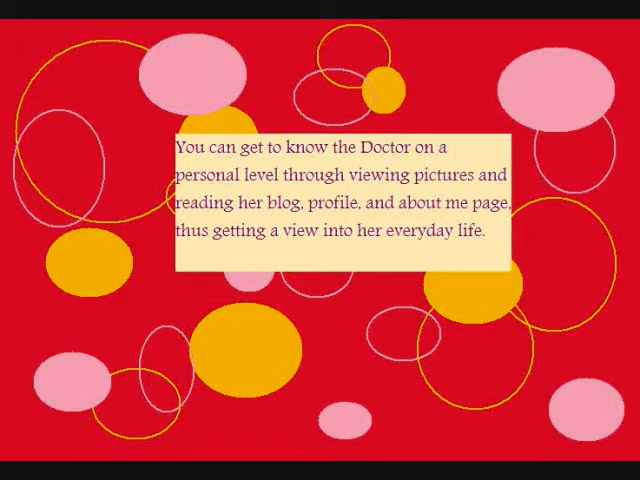 You can get to know the Doctor on a
personal level through viewing pictures and
reading her blog, profile, and about me page,
thus getting a view into her everyday life.